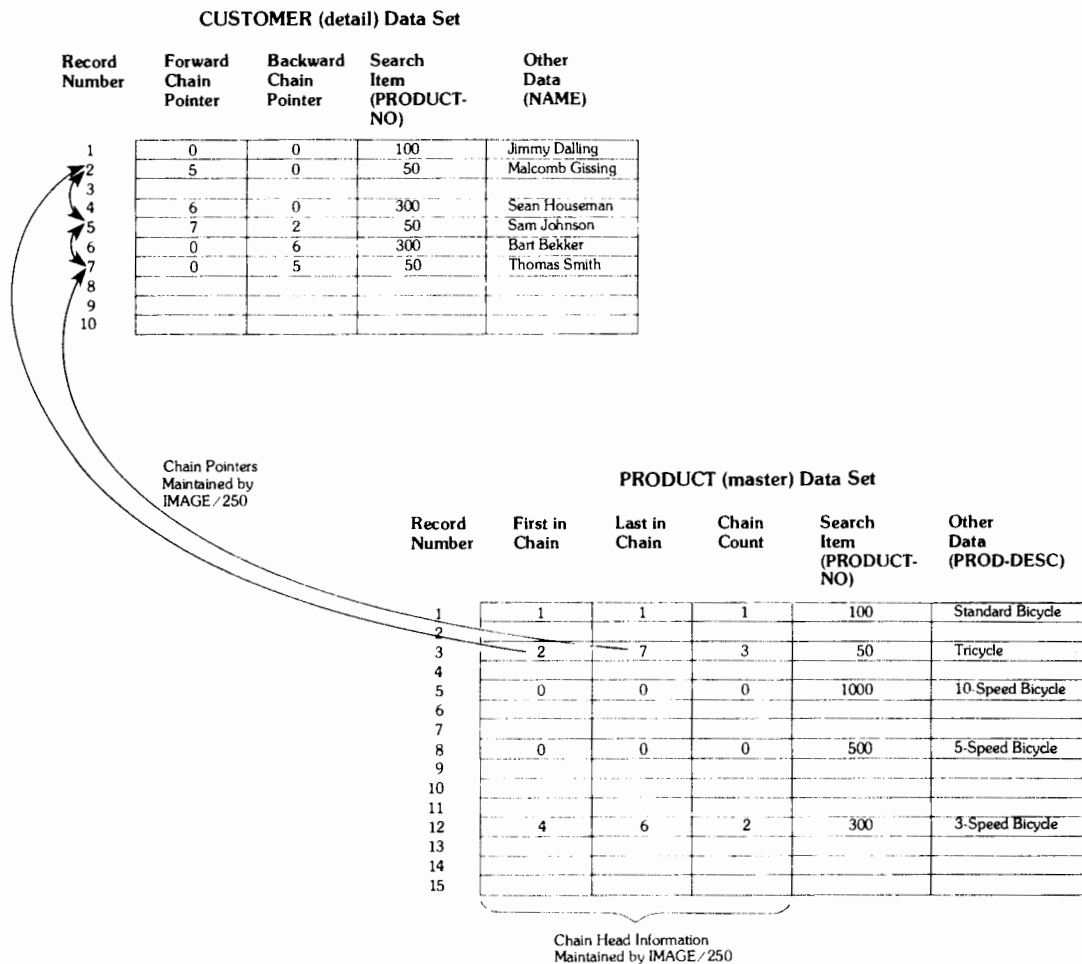 CUSTOMER (detail) Data Set
Record Number Forward Chain Pointer Backward Chain Pointer Search Item (PRODUCT-NO) Other Data (NAME)
1 0 0 100 Jimmy Dalling
2 5 0 50 Malcomb Gissing
3
4 6 0 300 Sean Houseman
5 7 2 50 Sam Johnson
6 0 6 300 Bart Bekker
7 0 5 50 Thomas Smith
8
9
10
Chain Pointers
Maintained by
IMAGE/250
PRODUCT (master) Data Set
Record Number First in Chain Last in Chain Chain Count Search Item (PRODUCT-NO) Other Data (PROD-DESC)
1 1 1 1 100 Standard Bicycle
2
3 2 7 3 50 Tricycle
4
5 0 0 0 1000 10-Speed Bicycle
6
7
8 0 0 0 500 5-Speed Bicycle
9
10
11
12 4 6 2 300 3-Speed Bicycle
13
14
15
Chain Head Information
Maintained by IMAGE/250